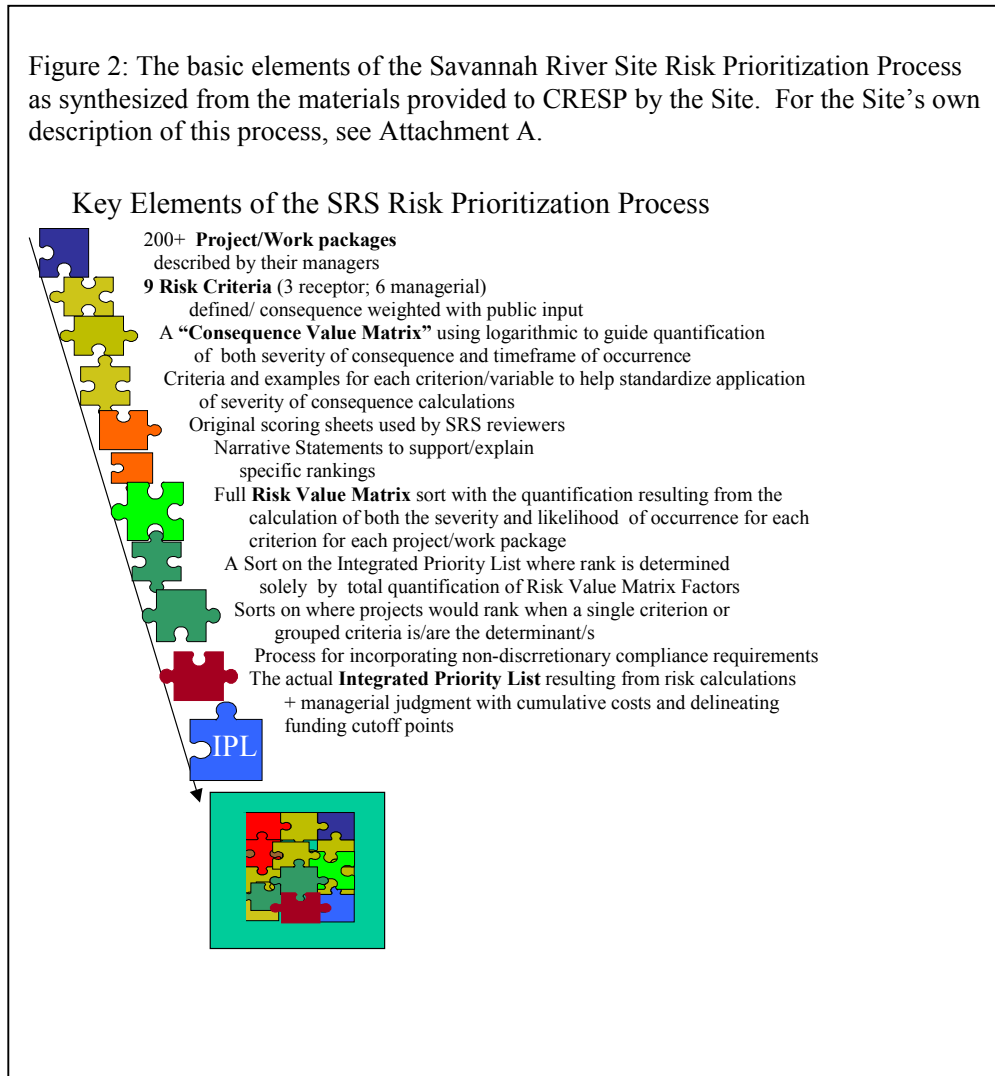 Figure 2: The basic elements of the Savannah River Site Risk Prioritization Process
as synthesized from the materials provided to CRESP by the Site. For the Site's own
description of this process, see Attachment A.
Key Elements of the SRS Risk Prioritization Process
200+ Project/Work packages
described by their managers
9 Risk Criteria (3 receptor; 6 managerial)
defined/ consequence weighted with public input
A “Consequence Value Matrix” using logarithmic to guide quantification
of both severity of consequence and timeframe of occurrence
Criteria and examples for each criterion/variable to help standardize application
of severity of consequence calculations
Original scoring sheets used by SRS reviewers
Narrative Statements to support/explain
specific rankings
Full Risk Value Matrix sort with the quantification resulting from the
calculation of both the severity and likelihood of occurrence for each
criterion for each project/work package
A Sort on the Integrated Priority List where rank is determined
solely by total quantification of Risk Value Matrix Factors
Sorts on where projects would rank when a single criterion or
grouped criteria is/are the determinant/s
Process for incorporating non-discrretionary compliance requirements
The actual Integrated Priority List resulting from risk calculations
+ managerial judgment with cumulative costs and delineating
funding cutoff points
IPL